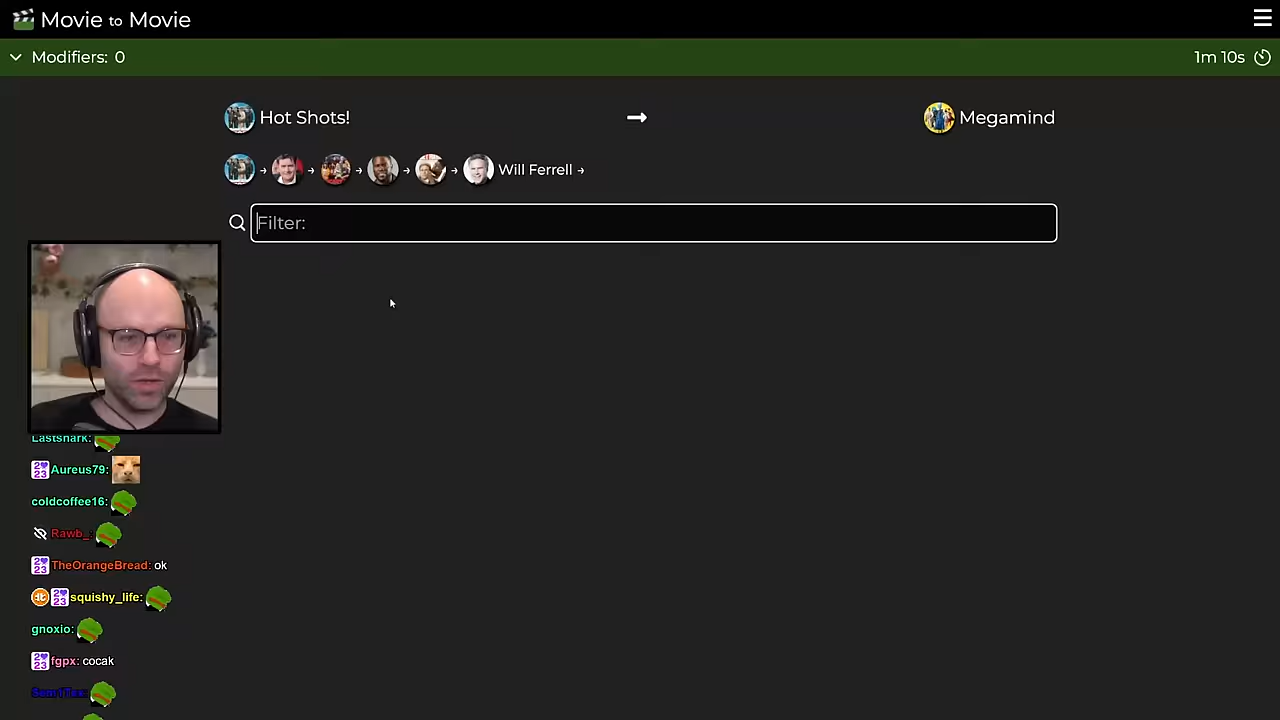 Movie to Movie
Modifiers: 0
1m 10s
Hot Shots!
Megamind
Will Ferrell
Filter:
Lastshark:
Aureus79:
coldcoffee16:
Rawb_:
TheOrangeBread: ok
squishy_life:
gnoxio:
fgpx: cocak